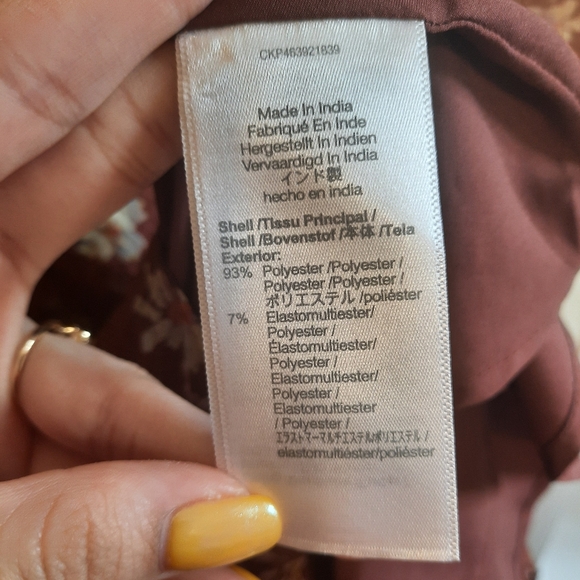 CKP463921639
Made In India
Fabriqué En Inde
Hergestellt In Indien
Vervaardigd In India
インド製
hecho en india
Shell /Tissu Principal /
Shell /Bovenstof /本体 /Tela
Exterior:
93% Polyester /Polyester /
Polyester /Polyester /
ポリエステル /poliéster
7% Elastomultiester/
Polyester /
Élastomultiester/
Polyester /
Elastomultiester/
Polyester /
Elastomultiester
/ Polyester /
エラストマーマルチエステル/ポリエステル /
elastomultiéster/poliéster